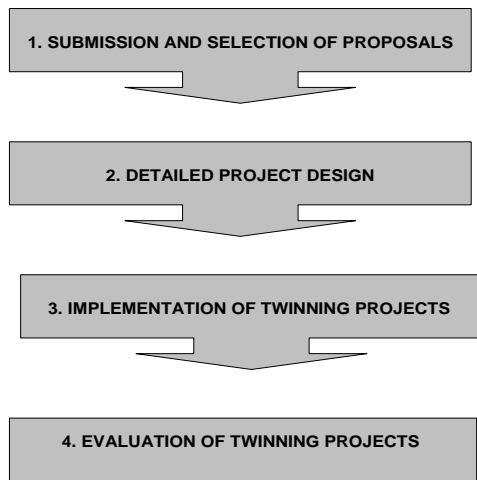 1. SUBMISSION AND SELECTION OF PROPOSALS
2. DETAILED PROJECT DESIGN
3. IMPLEMENTATION OF TWINNING PROJECTS
4. EVALUATION OF TWINNING PROJECTS